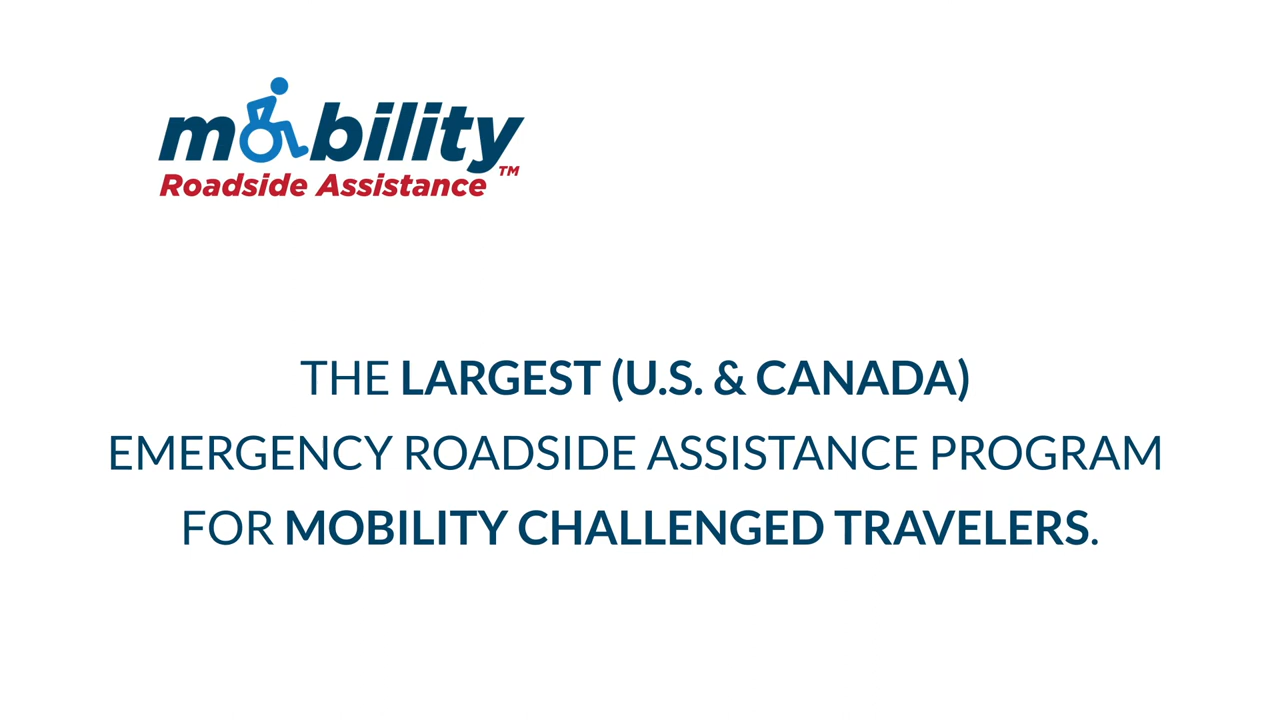 mobility
Roadside Assistance™
THE LARGEST (U.S. & CANADA)
EMERGENCY ROADSIDE ASSISTANCE PROGRAM
FOR MOBILITY CHALLENGED TRAVELERS.